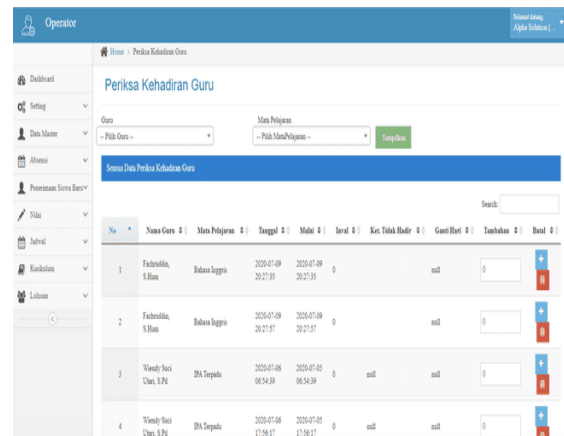 Operator
Selamat datang,
Alpha Solution ( ...
Home > Periksa Kehadiran Guru
Dashboard
Setting
Data Master
Absensi
Penerimaan Siswa Baru
Nilai
Jadwal
Kurikulum
Lulusan
Periksa Kehadiran Guru
Guru Mata Pelajaran
-- Pilih Guru -- -- Pilih MataPelajaran -- Tampilkan
Semua Data Periksa Kehadiran Guru
Search:
No Nama Guru Mata Pelajaran Tanggal Mulai Inval Ket. Tidak Hadir Ganti Hari Tambahan Batal
1 Fachruddin, S.Hum Bahasa Inggris 2020-07-09 20:27:35 2020-07-09 20:27:35 0 null 0
2 Fachruddin, S.Hum Bahasa Inggris 2020-07-09 20:27:57 2020-07-09 20:27:57 0 null 0
3 Wiendy Suci Utari, S.Pd IPA Terpadu 2020-07-06 06:54:39 2020-07-05 06:54:39 0 null null 0
4 Wiendy Suci Utari, S.Pd IPA Terpadu 2020-07-06 17:56:17 2020-07-05 17:56:17 0 null null 0